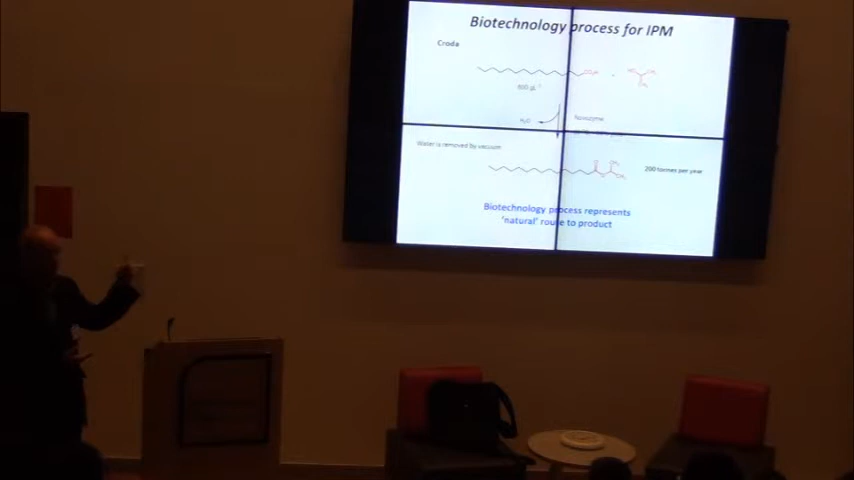 Biotechnology process for IPM
Croda
H₂O
Novozyme
Water is removed by vacuum
200 tonnes per year
Biotechnology process represents
'natural' route to product